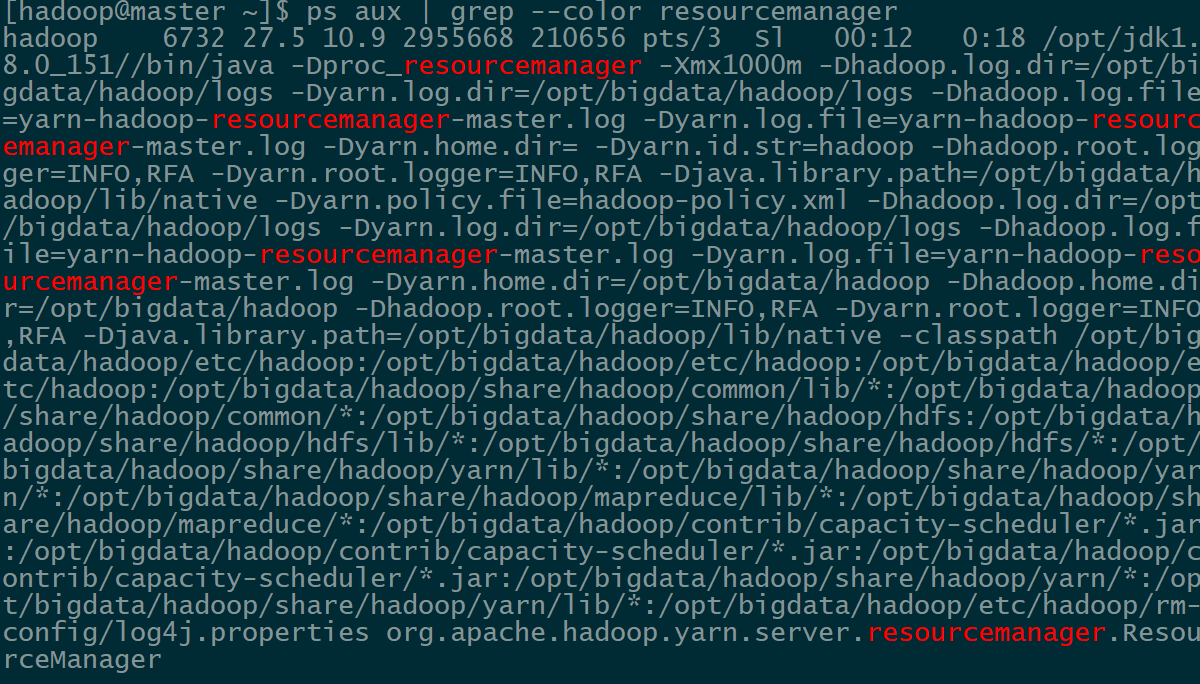 [hadoop@master ~]$ ps aux | grep --color resourcemanager
hadoop    6732 27.5 10.9 2955668 210656 pts/3  Sl   00:12   0:18 /opt/jdk1.
8.0_151//bin/java -Dproc_resourcemanager -Xmx1000m -Dhadoop.log.dir=/opt/bi
gdata/hadoop/logs -Dyarn.log.dir=/opt/bigdata/hadoop/logs -Dhadoop.log.file
=yarn-hadoop-resourcemanager-master.log -Dyarn.log.file=yarn-hadoop-resourc
emanager-master.log -Dyarn.home.dir= -Dyarn.id.str=hadoop -Dhadoop.root.log
ger=INFO,RFA -Dyarn.root.logger=INFO,RFA -Djava.library.path=/opt/bigdata/h
adoop/lib/native -Dyarn.policy.file=hadoop-policy.xml -Dhadoop.log.dir=/opt
/bigdata/hadoop/logs -Dyarn.log.dir=/opt/bigdata/hadoop/logs -Dhadoop.log.f
ile=yarn-hadoop-resourcemanager-master.log -Dyarn.log.file=yarn-hadoop-reso
urcemanager-master.log -Dyarn.home.dir=/opt/bigdata/hadoop -Dhadoop.home.di
r=/opt/bigdata/hadoop -Dhadoop.root.logger=INFO,RFA -Dyarn.root.logger=INFO
,RFA -Djava.library.path=/opt/bigdata/hadoop/lib/native -classpath /opt/big
data/hadoop/etc/hadoop:/opt/bigdata/hadoop/etc/hadoop:/opt/bigdata/hadoop/e
tc/hadoop:/opt/bigdata/hadoop/share/hadoop/common/lib/*:/opt/bigdata/hadoop
/share/hadoop/common/*:/opt/bigdata/hadoop/share/hadoop/hdfs:/opt/bigdata/h
adoop/share/hadoop/hdfs/lib/*:/opt/bigdata/hadoop/share/hadoop/hdfs/*:/opt/
bigdata/hadoop/share/hadoop/yarn/lib/*:/opt/bigdata/hadoop/share/hadoop/yar
n/*:/opt/bigdata/hadoop/share/hadoop/mapreduce/lib/*:/opt/bigdata/hadoop/sh
are/hadoop/mapreduce/*:/opt/bigdata/hadoop/contrib/capacity-scheduler/*.jar
:/opt/bigdata/hadoop/contrib/capacity-scheduler/*.jar:/opt/bigdata/hadoop/c
ontrib/capacity-scheduler/*.jar:/opt/bigdata/hadoop/share/hadoop/yarn/*:/op
t/bigdata/hadoop/share/hadoop/yarn/lib/*:/opt/bigdata/hadoop/etc/hadoop/rm-
config/log4j.properties org.apache.hadoop.yarn.server.resourcemanager.Resou
rceManager